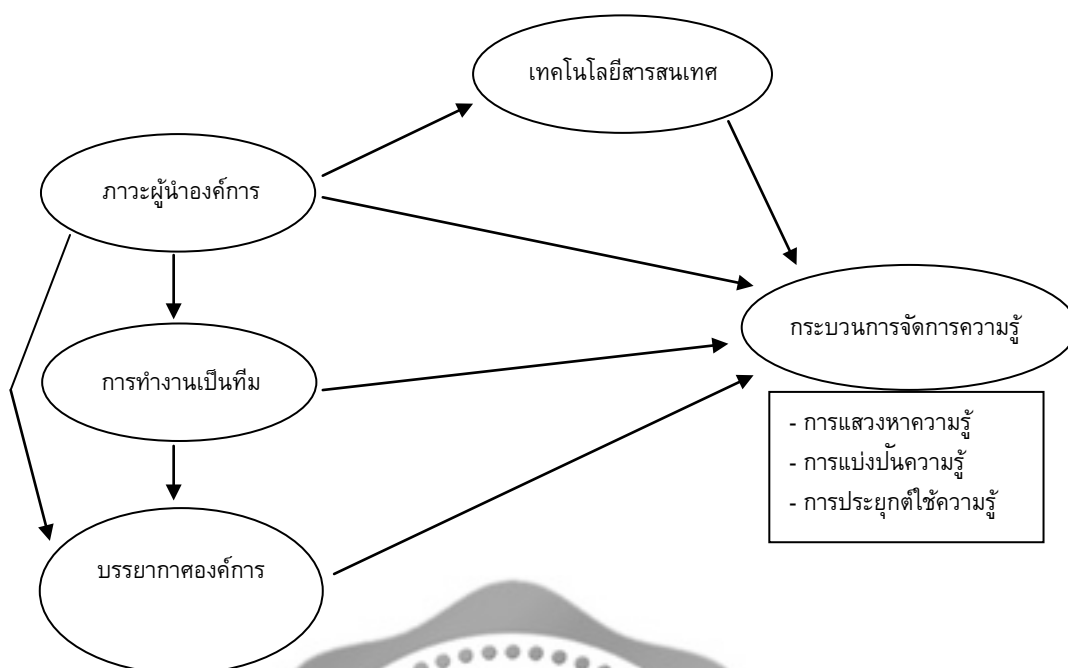 เทคโนโลยีสารสนเทศ
ภาวะผู้นำองค์การ
กระบวนการจัดการความรู้
การทำงานเป็นทีม
- การแสวงหาความรู้
- การแบ่งปันความรู้
- การประยุกต์ใช้ความรู้
บรรยากาศองค์การ